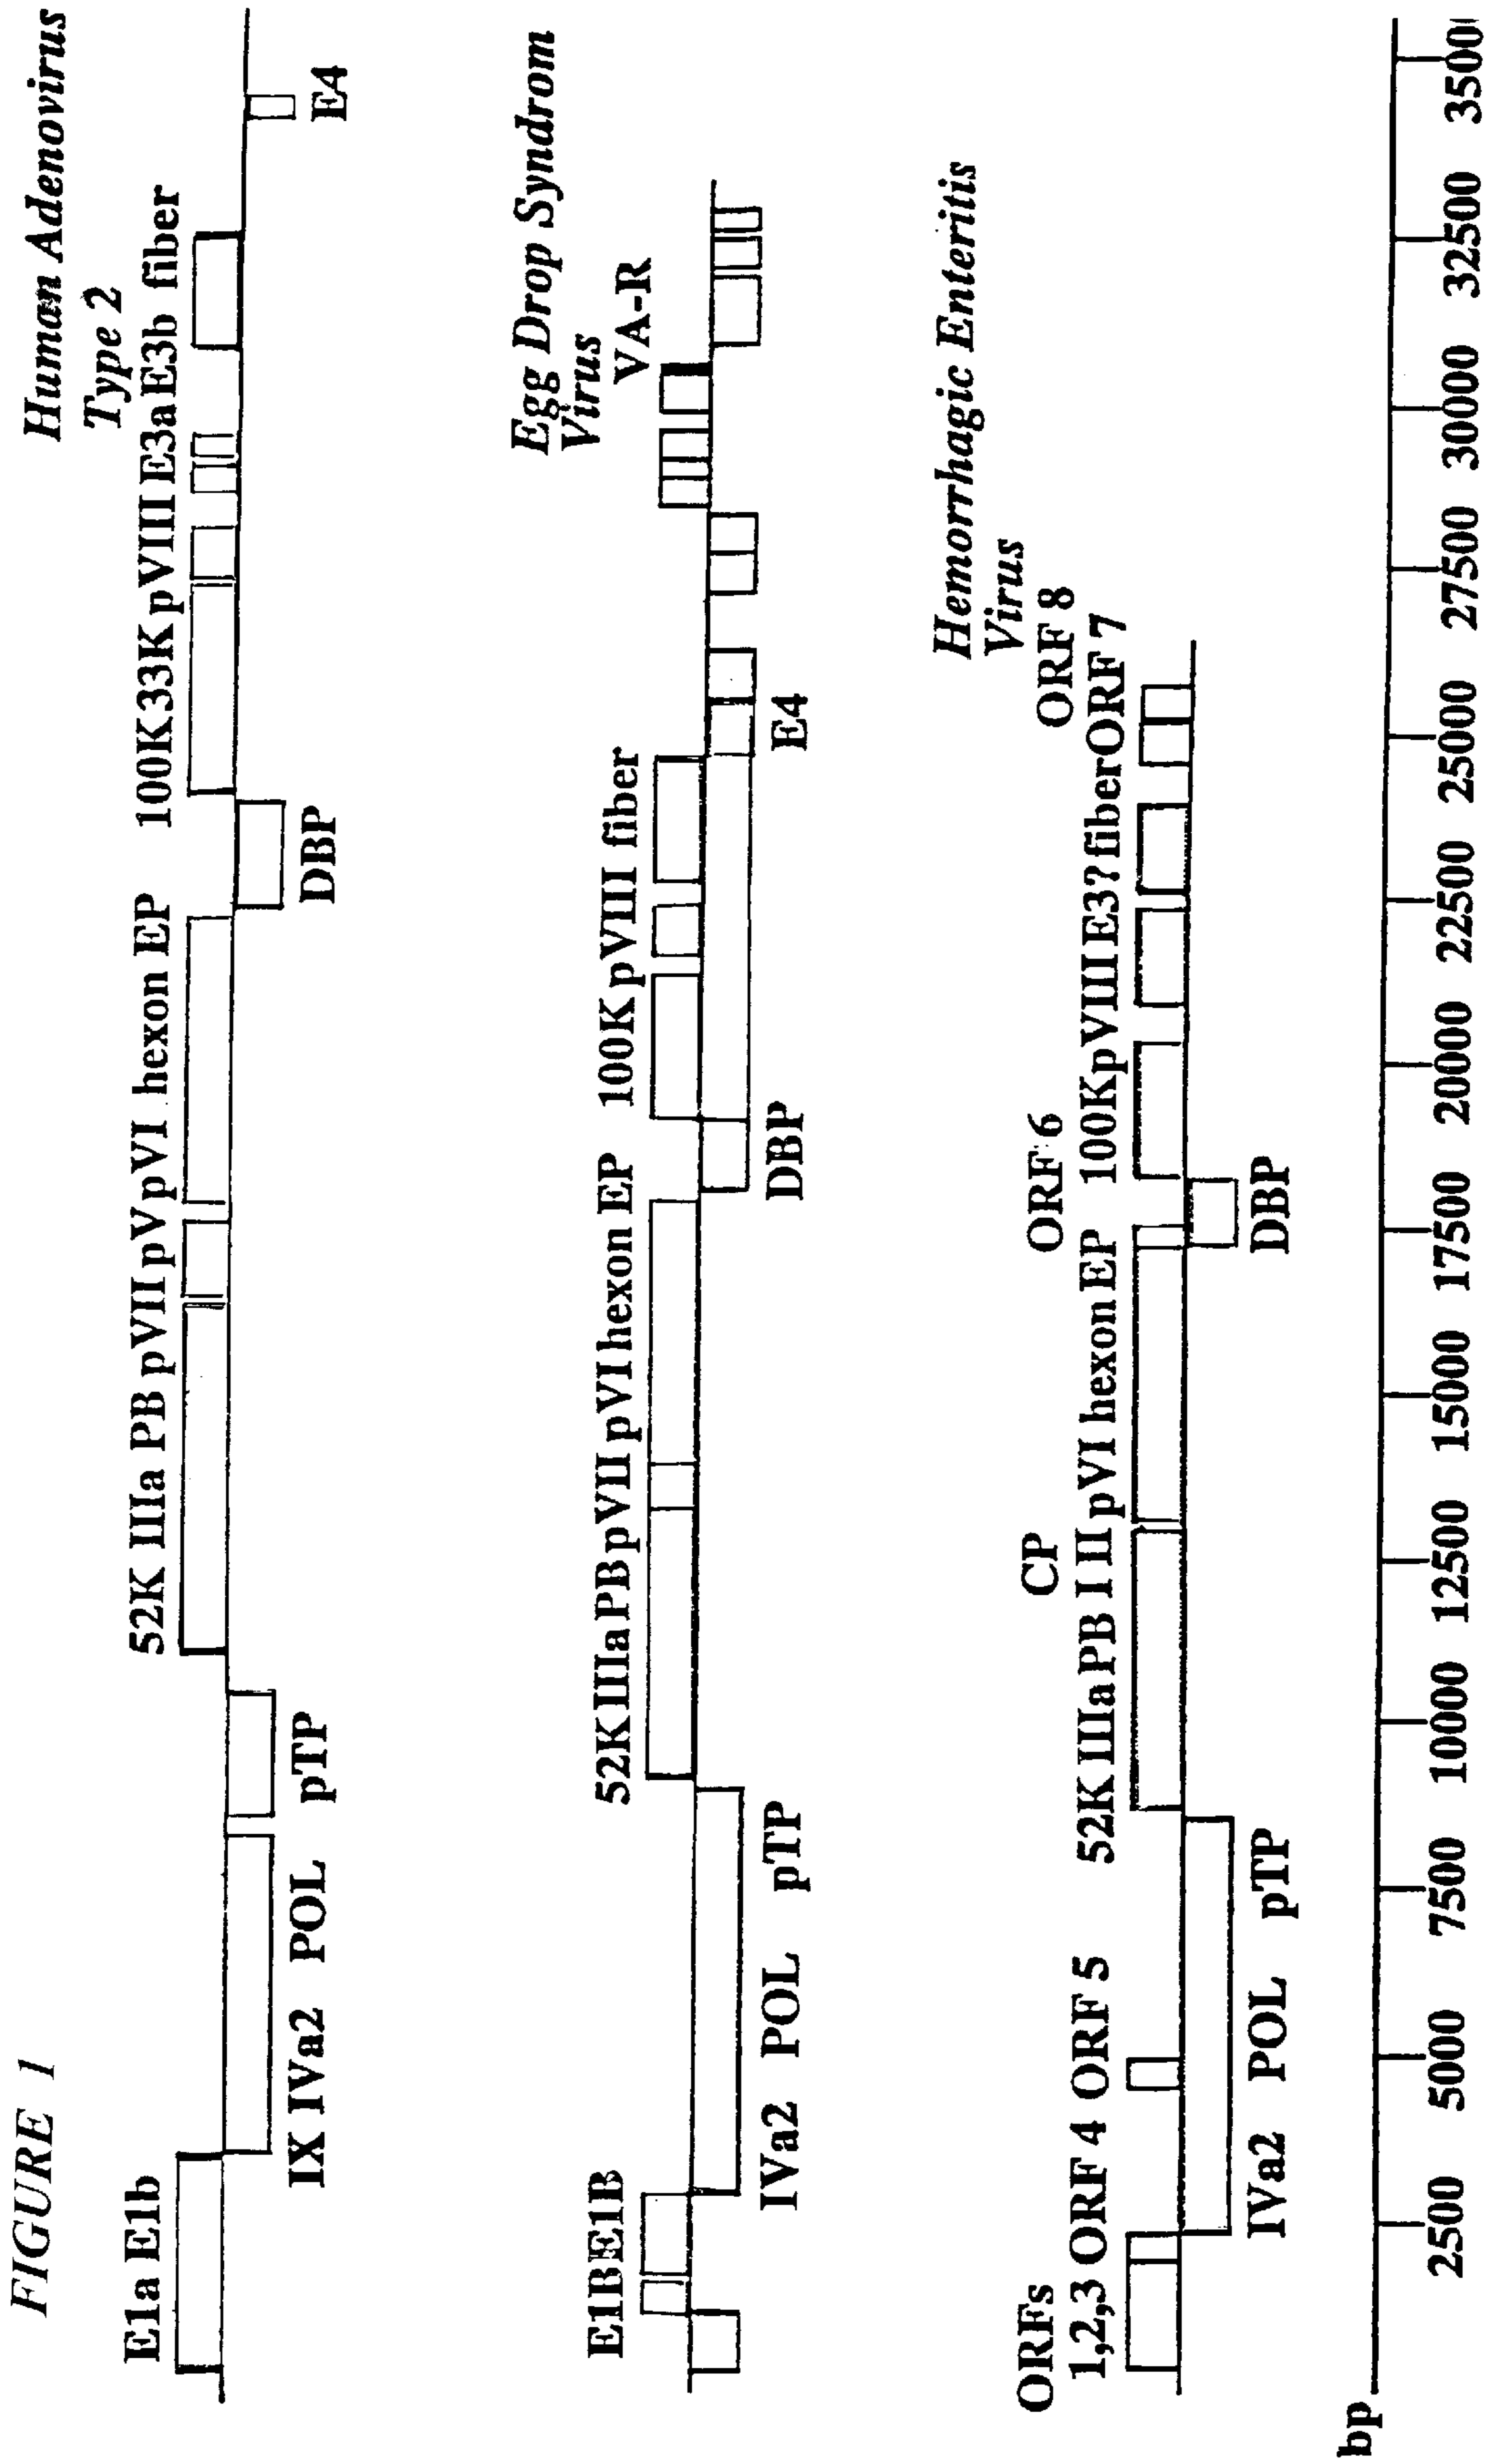 FIGURE 1
Human Adenovirus
Type 2
E1a E1b
52K IIIa PB pVII pV pVI hexon EP
100K 33K pVIII E3a E3b fiber
IX IVa2 POL pTP
DBP
E4
Egg Drop Syndrom
Virus
VA-R
E1B E1B
52K IIIa PB pVII pVI hexon EP
100K pVIII fiber
IVa2 POL pTP
DBP
E4
Hemorrhagic Enteritis
Virus
ORFs
CP
ORF 6
ORF 8
1,2,3 ORF 4 ORF 5
52K IIIa PB I II pVI hexon EP
100K pVIII E3? fiber ORF 7
IVa2 POL pTP
DBP
bp
2500 5000 7500 10000 12500 15000 17500 20000 22500 25000 27500 30000 32500 3500